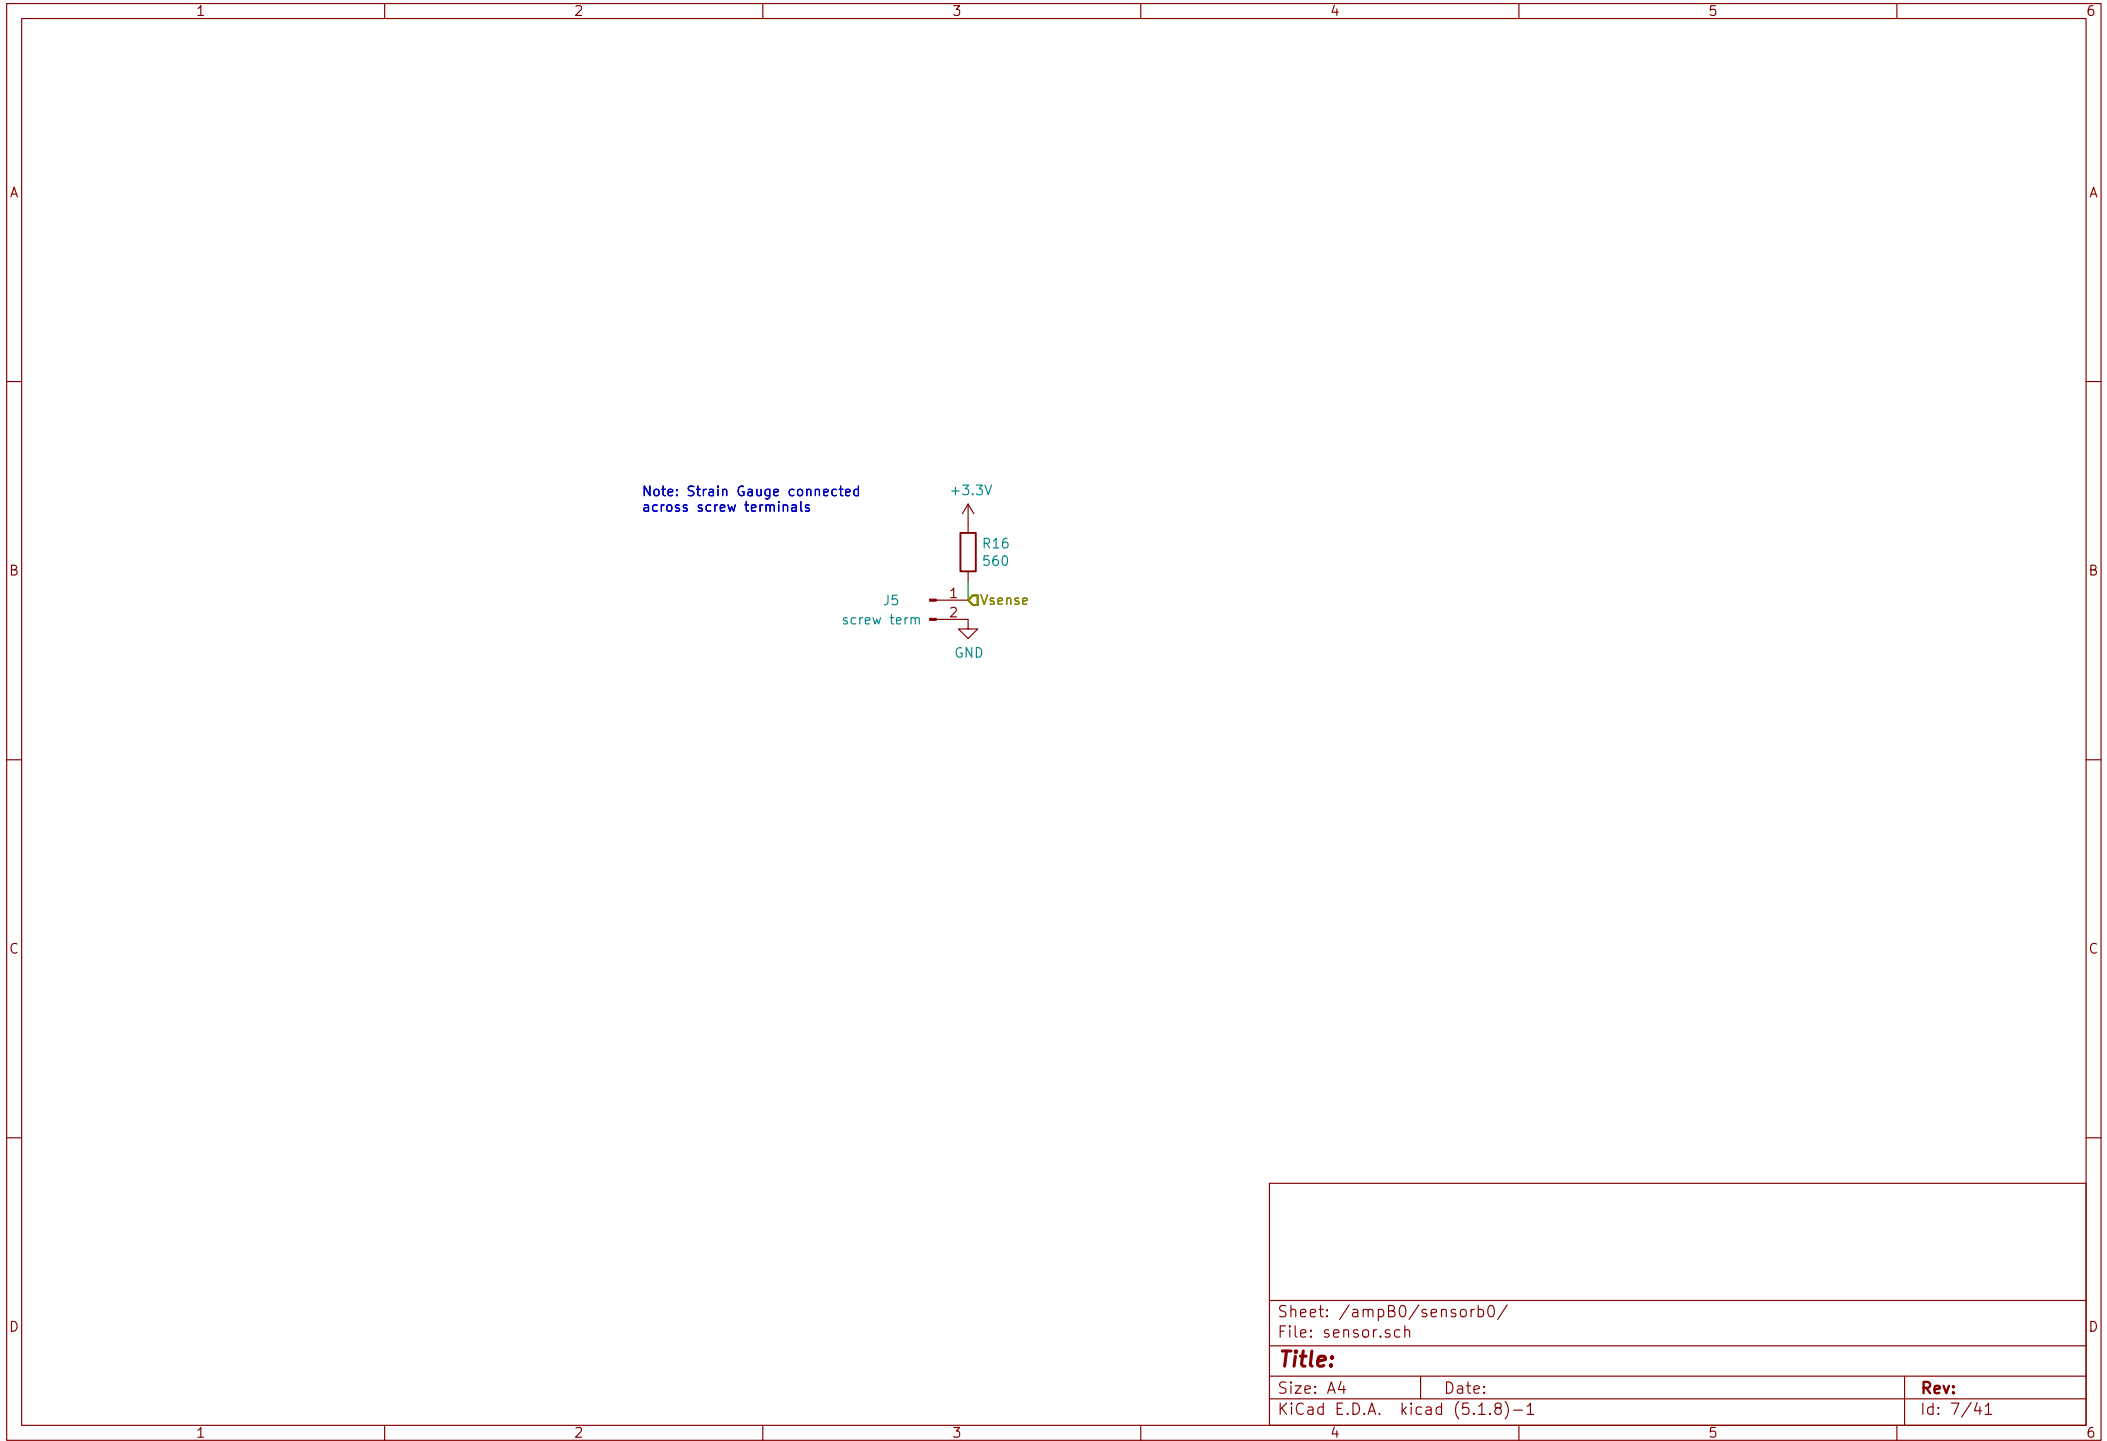 1 2 3 4 5 6
A A
Note: Strain Gauge connected
across screw terminals
+3.3V
R16
560
B B
J5 1 Vsense
screw term 2
GND
C C
Sheet: /ampB0/sensorb0/
File: sensor.sch
D D
Title:
Size: A4 Date: Rev:
KiCad E.D.A. kicad (5.1.8)-1 Id: 7/41
1 2 3 4 5 6